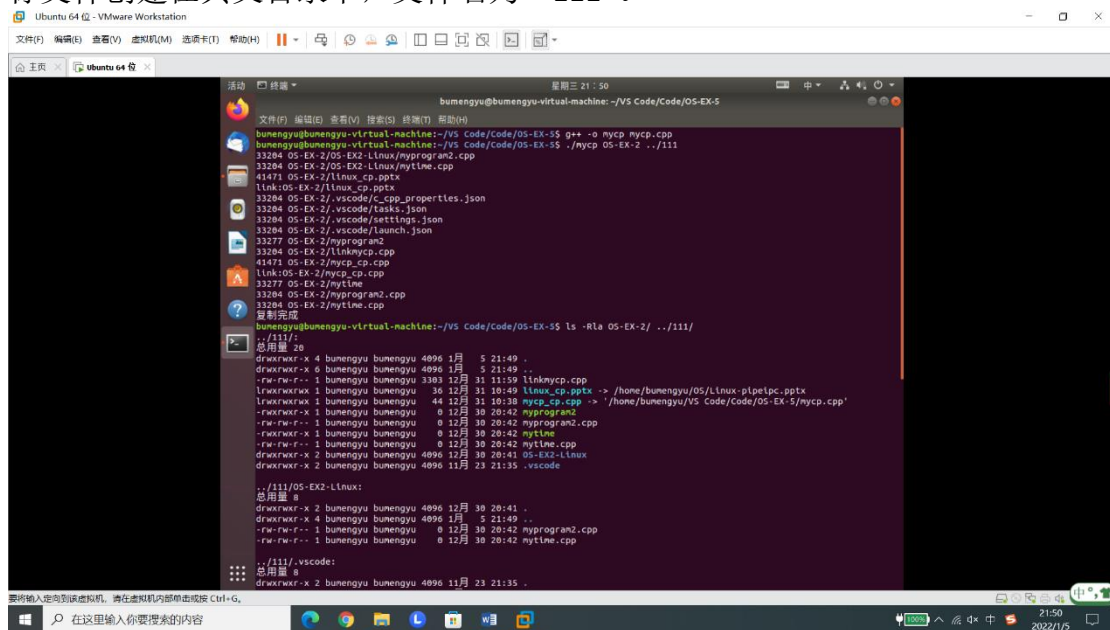 Ubuntu 64 位 - VMware Workstation
文件(F) 编辑(E) 查看(V) 虚拟机(M) 选项卡(T) 帮助(H)
主页 Ubuntu 64 位
活动 终端 星期三 21：50 中
bumengyu@bumengyu-virtual-machine: ~/VS Code/Code/OS-EX-5
文件(F) 编辑(E) 查看(V) 搜索(S) 终端(T) 帮助(H)
bumengyu@bumengyu-virtual-machine:~/VS Code/Code/OS-EX-5$ g++ -o mycp mycp.cpp
bumengyu@bumengyu-virtual-machine:~/VS Code/Code/OS-EX-5$ ./mycp OS-EX-2 ../111
33204 OS-EX-2/OS-EX2-Linux/myprogram2.cpp
33204 OS-EX-2/OS-EX2-Linux/mytime.cpp
41471 OS-EX-2/linux_cp.pptx
link:OS-EX-2/linux_cp.pptx
33204 OS-EX-2/.vscode/c_cpp_properties.json
33204 OS-EX-2/.vscode/tasks.json
33204 OS-EX-2/.vscode/settings.json
33204 OS-EX-2/.vscode/launch.json
33277 OS-EX-2/myprogram2
33204 OS-EX-2/linkmycp.cpp
41471 OS-EX-2/mycp_cp.cpp
link:OS-EX-2/mycp_cp.cpp
33277 OS-EX-2/mytime
33204 OS-EX-2/myprogram2.cpp
33204 OS-EX-2/mytime.cpp
复制完成
bumengyu@bumengyu-virtual-machine:~/VS Code/Code/OS-EX-5$ ls -Rla OS-EX-2/ ../111/
../111/:
总用量 20
drwxrwxr-x 4 bumengyu bumengyu 4096 1月 5 21:49 .
drwxrwxr-x 6 bumengyu bumengyu 4096 1月 5 21:49 ..
-rw-rw-r-- 1 bumengyu bumengyu 3303 12月 31 11:59 linkmycp.cpp
lrwxrwxrwx 1 bumengyu bumengyu 36 12月 31 10:49 linux_cp.pptx -> /home/bumengyu/OS/Linux-pipeipc.pptx
lrwxrwxrwx 1 bumengyu bumengyu 44 12月 31 10:38 mycp_cp.cpp -> '/home/bumengyu/VS Code/Code/OS-EX-5/mycp.cpp'
-rwxrwxr-x 1 bumengyu bumengyu 0 12月 30 20:42 myprogram2
-rw-rw-r-- 1 bumengyu bumengyu 0 12月 30 20:42 myprogram2.cpp
-rwxrwxr-x 1 bumengyu bumengyu 0 12月 30 20:42 mytime
-rw-rw-r-- 1 bumengyu bumengyu 0 12月 30 20:42 mytime.cpp
drwxrwxr-x 2 bumengyu bumengyu 4096 12月 30 20:41 OS-EX2-Linux
drwxrwxr-x 2 bumengyu bumengyu 4096 11月 23 21:35 .vscode
../111/OS-EX2-Linux:
总用量 8
drwxrwxr-x 2 bumengyu bumengyu 4096 12月 30 20:41 .
drwxrwxr-x 4 bumengyu bumengyu 4096 1月 5 21:49 ..
-rw-rw-r-- 1 bumengyu bumengyu 0 12月 30 20:42 myprogram2.cpp
-rw-rw-r-- 1 bumengyu bumengyu 0 12月 30 20:42 mytime.cpp
../111/.vscode:
总用量 8
drwxrwxr-x 2 bumengyu bumengyu 4096 11月 23 21:35 .
要将输入定向到该虚拟机，请在虚拟机内部单击或按 Ctrl+G。
中
在这里输入你要搜索的内容
100% 中 21:50
2022/1/5